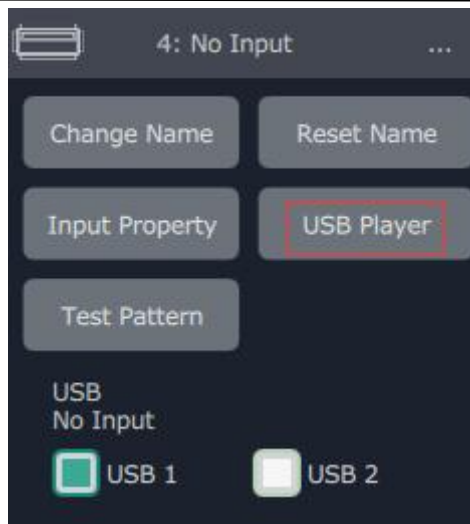 4: No Input ...
Change Name Reset Name
Input Property USB Player
Test Pattern
USB
No Input
USB 1 USB 2